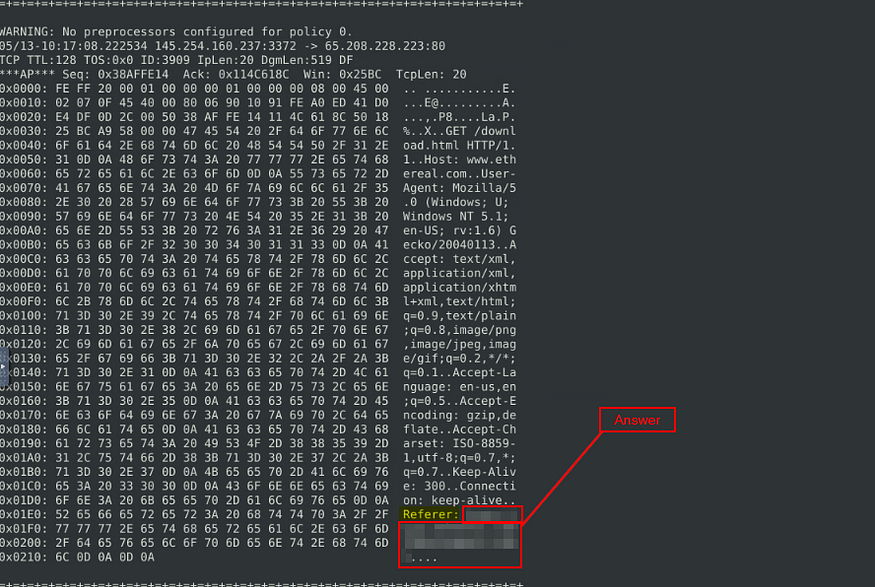 =+=+=+=+=+=+=+=+=+=+=+=+=+=+=+=+=+=+=+=+=+=+=+=+=+=+=+=+=+=+=+=+=+=+=+=+
WARNING: No preprocessors configured for policy 0.
05/13-10:17:08.222534 145.254.160.237:3372 -> 65.208.228.223:80
TCP TTL:128 TOS:0x0 ID:3909 IpLen:20 DgmLen:519 DF
***AP*** Seq: 0x38AFFE14  Ack: 0x114C618C  Win: 0x25BC  TcpLen: 20
0x0000: FE FF 20 00 01 00 00 00 01 00 00 00 08 00 45 00  .. ...........E.
0x0010: 02 07 0F 45 40 00 80 06 90 10 91 FE A0 ED 41 D0  ...E@.........A.
0x0020: E4 DF 0D 2C 00 50 38 AF FE 14 11 4C 61 8C 50 18  ...,.P8....La.P.
0x0030: 25 BC A9 58 00 00 47 45 54 20 2F 64 6F 77 6E 6C  %..X..GET /downl
0x0040: 6F 61 64 2E 68 74 6D 6C 20 48 54 54 50 2F 31 2E  oad.html HTTP/1.
0x0050: 31 0D 0A 48 6F 73 74 3A 20 77 77 77 2E 65 74 68  1..Host: www.eth
0x0060: 65 72 65 61 6C 2E 63 6F 6D 0D 0A 55 73 65 72 2D  ereal.com..User-
0x0070: 41 67 65 6E 74 3A 20 4D 6F 7A 69 6C 6C 61 2F 35  Agent: Mozilla/5
0x0080: 2E 30 20 28 57 69 6E 64 6F 77 73 3B 20 55 3B 20  .0 (Windows; U;
0x0090: 57 69 6E 64 6F 77 73 20 4E 54 20 35 2E 31 3B 20  Windows NT 5.1;
0x00A0: 65 6E 2D 55 53 3B 20 72 76 3A 31 2E 36 29 20 47  en-US; rv:1.6) G
0x00B0: 65 63 6B 6F 2F 32 30 30 34 30 31 31 33 0D 0A 41  ecko/20040113..A
0x00C0: 63 63 65 70 74 3A 20 74 65 78 74 2F 78 6D 6C 2C  ccept: text/xml,
0x00D0: 61 70 70 6C 69 63 61 74 69 6F 6E 2F 78 6D 6C 2C  application/xml,
0x00E0: 61 70 70 6C 69 63 61 74 69 6F 6E 2F 78 68 74 6D  application/xhtm
0x00F0: 6C 2B 78 6D 6C 2C 74 65 78 74 2F 68 74 6D 6C 3B  l+xml,text/html;
0x0100: 71 3D 30 2E 39 2C 74 65 78 74 2F 70 6C 61 69 6E  q=0.9,text/plain
0x0110: 3B 71 3D 30 2E 38 2C 69 6D 61 67 65 2F 70 6E 67  ;q=0.8,image/png
0x0120: 2C 69 6D 61 67 65 2F 6A 70 65 67 2C 69 6D 61 67  ,image/jpeg,imag
0x0130: 65 2F 67 69 66 3B 71 3D 30 2E 32 2C 2A 2F 2A 3B  e/gif;q=0.2,*/*;
0x0140: 71 3D 30 2E 31 0D 0A 41 63 63 65 70 74 2D 4C 61  q=0.1..Accept-La
0x0150: 6E 67 75 61 67 65 3A 20 65 6E 2D 75 73 2C 65 6E  nguage: en-us,en
0x0160: 3B 71 3D 30 2E 35 0D 0A 41 63 63 65 70 74 2D 45  ;q=0.5..Accept-E
0x0170: 6E 63 6F 64 69 6E 67 3A 20 67 7A 69 70 2C 64 65  ncoding: gzip,de
0x0180: 66 6C 61 74 65 0D 0A 41 63 63 65 70 74 2D 43 68  flate..Accept-Ch
0x0190: 61 72 73 65 74 3A 20 49 53 4F 2D 38 38 35 39 2D  arset: ISO-8859-
0x01A0: 31 2C 75 74 66 2D 38 3B 71 3D 30 2E 37 2C 2A 3B  1,utf-8;q=0.7,*;
0x01B0: 71 3D 30 2E 37 0D 0A 4B 65 65 70 2D 41 6C 69 76  q=0.7..Keep-Aliv
0x01C0: 65 3A 20 33 30 30 0D 0A 43 6F 6E 6E 65 63 74 69  e: 300..Connecti
0x01D0: 6F 6E 3A 20 6B 65 65 70 2D 61 6C 69 76 65 0D 0A  on: keep-alive..
0x01E0: 52 65 66 65 72 65 72 3A 20 68 74 74 70 3A 2F 2F  Referer:
0x01F0: 77 77 77 2E 65 74 68 65 72 65 61 6C 2E 63 6F 6D
0x0200: 2F 64 65 76 65 6C 6F 70 6D 65 6E 74 2E 68 74 6D
0x0210: 6C 0D 0A 0D 0A  ....
Answer
=+=+=+=+=+=+=+=+=+=+=+=+=+=+=+=+=+=+=+=+=+=+=+=+=+=+=+=+=+=+=+=+=+=+=+=+